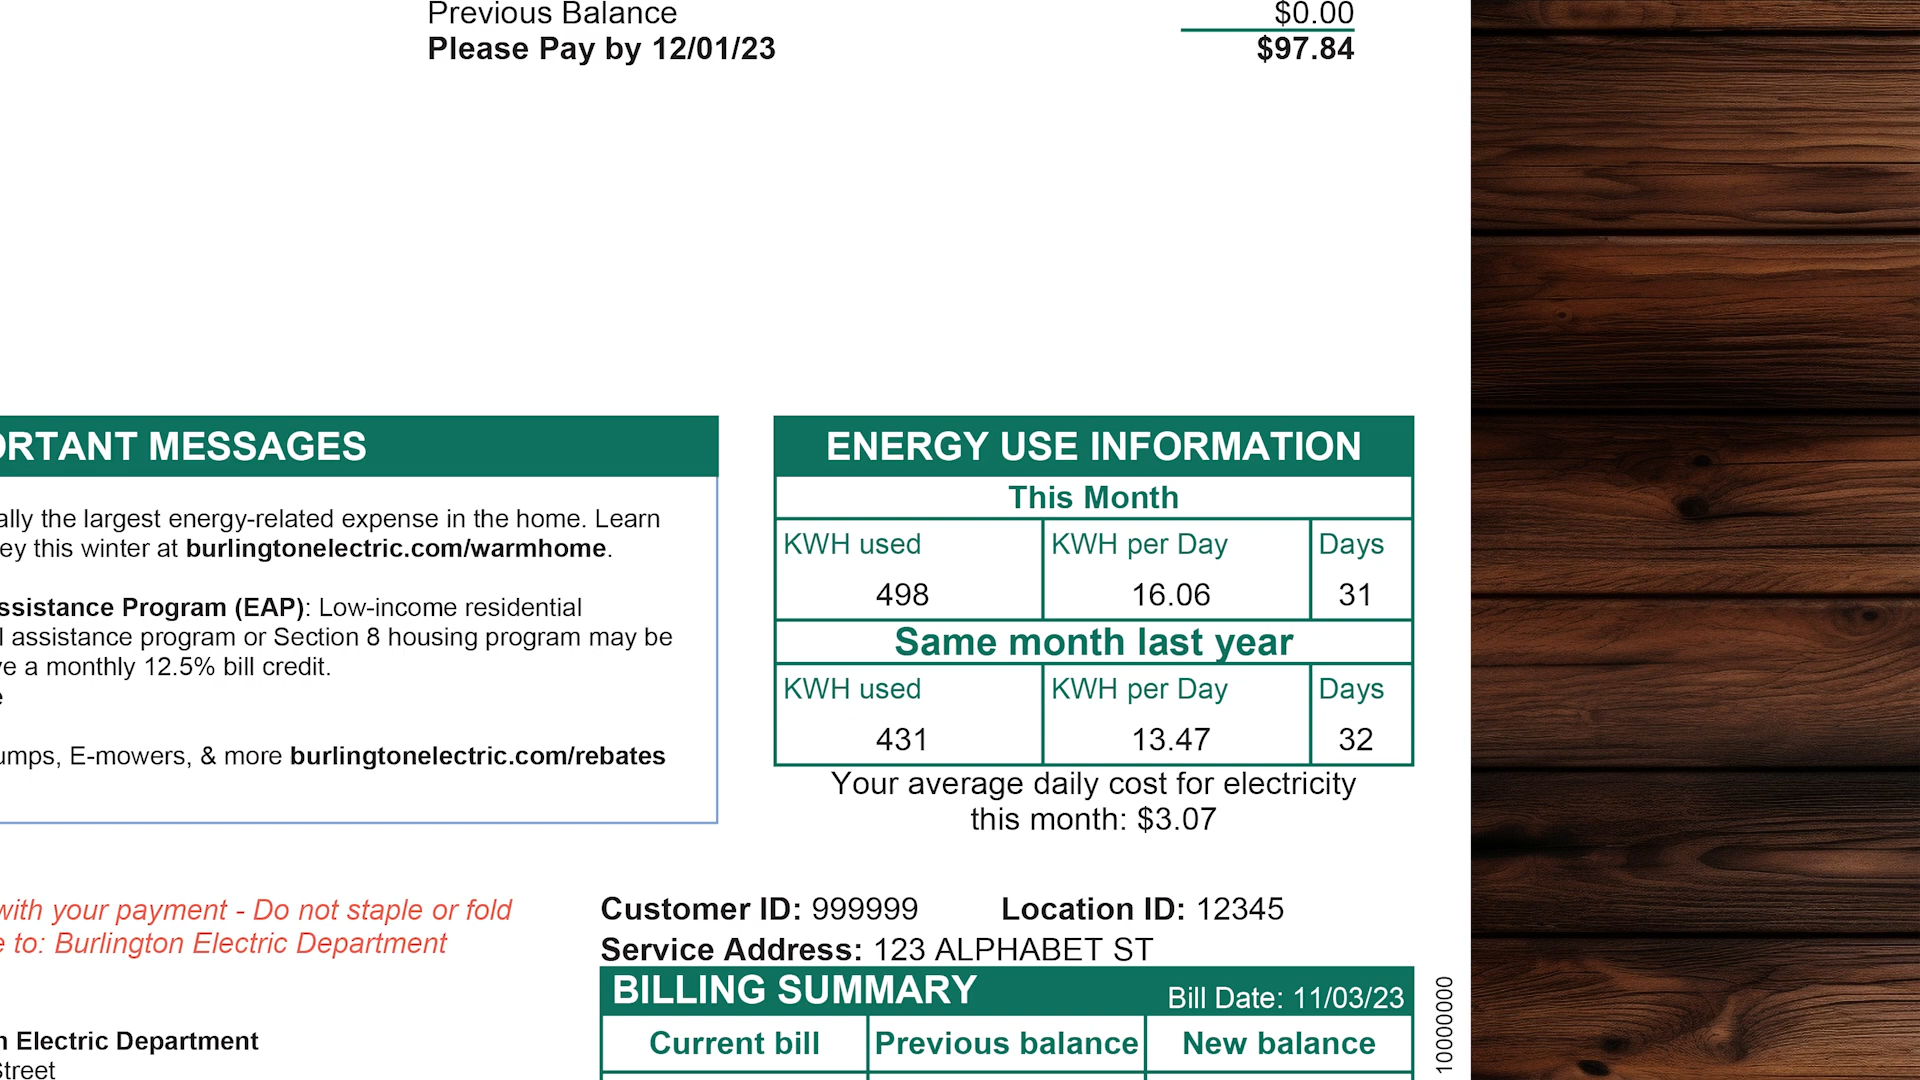 Previous Balance $0.00
Please Pay by 12/01/23 $97.84
ORTANT MESSAGES
ally the largest energy-related expense in the home. Learn
ey this winter at burlingtonelectric.com/warmhome.
ssistance Program (EAP): Low-income residential
l assistance program or Section 8 housing program may be
ve a monthly 12.5% bill credit.
e
umps, E-mowers, & more burlingtonelectric.com/rebates
ENERGY USE INFORMATION
This Month
KWH used KWH per Day Days
498 16.06 31
Same month last year
KWH used KWH per Day Days
431 13.47 32
Your average daily cost for electricity
this month: $3.07
with your payment - Do not staple or fold
e to: Burlington Electric Department
Customer ID: 999999 Location ID: 12345
Service Address: 123 ALPHABET ST
BILLING SUMMARY Bill Date: 11/03/23
Current bill Previous balance New balance
10000000
n Electric Department
Street